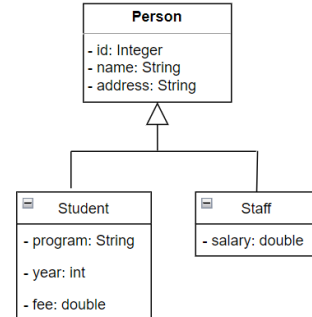 Person
- id: Integer
- name: String
- address: String
Student
- program: String
- year: int
- fee: double
Staff
- salary: double